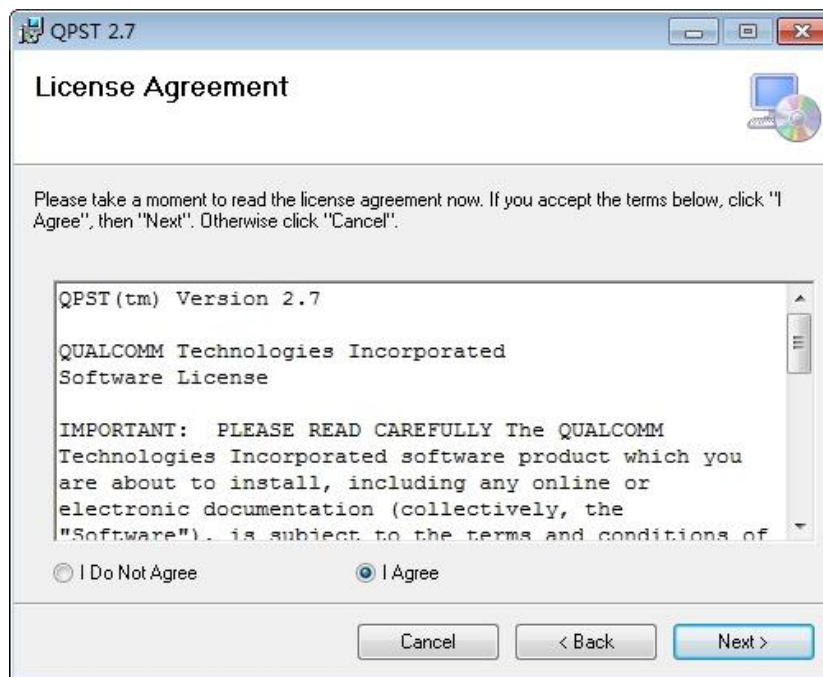 QPST 2.7
License Agreement
Please take a moment to read the license agreement now. If you accept the terms below, click "I
Agree", then "Next". Otherwise click "Cancel".
QPST(tm) Version 2.7
QUALCOMM Technologies Incorporated
Software License
IMPORTANT:  PLEASE READ CAREFULLY The QUALCOMM
Technologies Incorporated software product which you
are about to install, including any online or
electronic documentation (collectively, the
"Software"), is subject to the terms and conditions of
I Do Not Agree
I Agree
Cancel
< Back
Next >